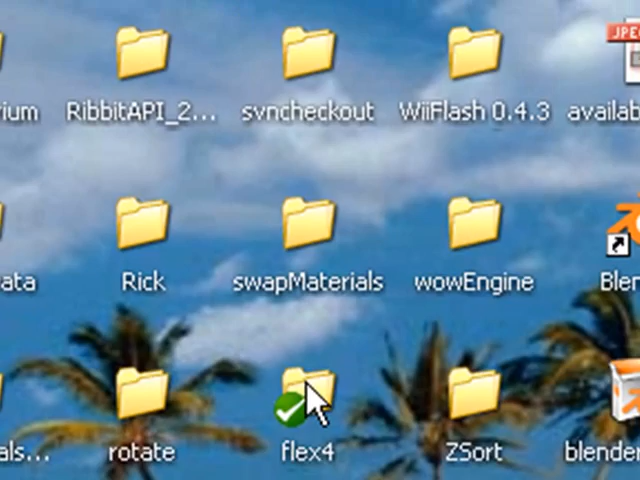 rium RibbitAPI_2... svncheckout WiiFlash 0.4.3 availab
JPEG
ata Rick swapMaterials wowEngine Blen
als... rotate flex4 ZSort blender